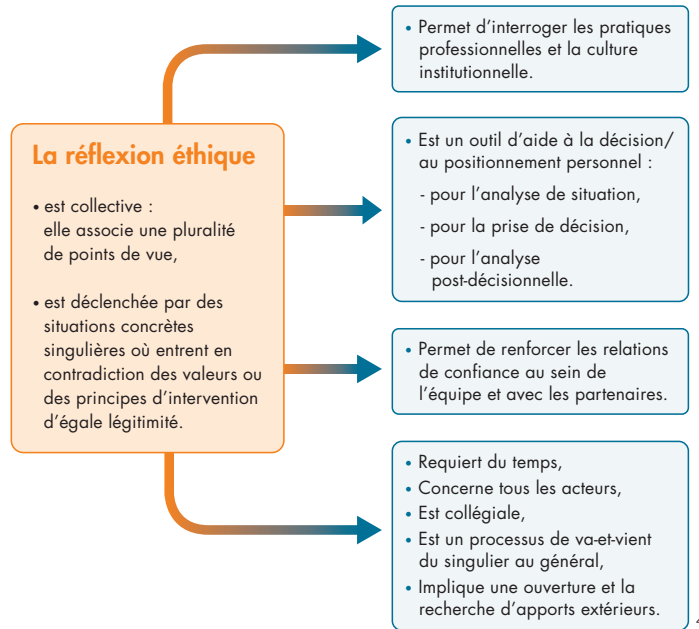 La réflexion éthique
• est collective :
elle associe une pluralité
de points de vue,
• est déclenchée par des
situations concrètes
singulières où entrent en
contradiction des valeurs ou
des principes d'intervention
d'égale légitimité.
• Permet d'interroger les pratiques
professionnelles et la culture
institutionnelle.
• Est un outil d'aide à la décision/
au positionnement personnel :
- pour l'analyse de situation,
- pour la prise de décision,
- pour l'analyse
post-décisionnelle.
• Permet de renforcer les relations
de confiance au sein de
l'équipe et avec les partenaires.
• Requiert du temps,
• Concerne tous les acteurs,
• Est collégiale,
• Est un processus de va-et-vient
du singulier au général,
• Implique une ouverture et la
recherche d'apports extérieurs.